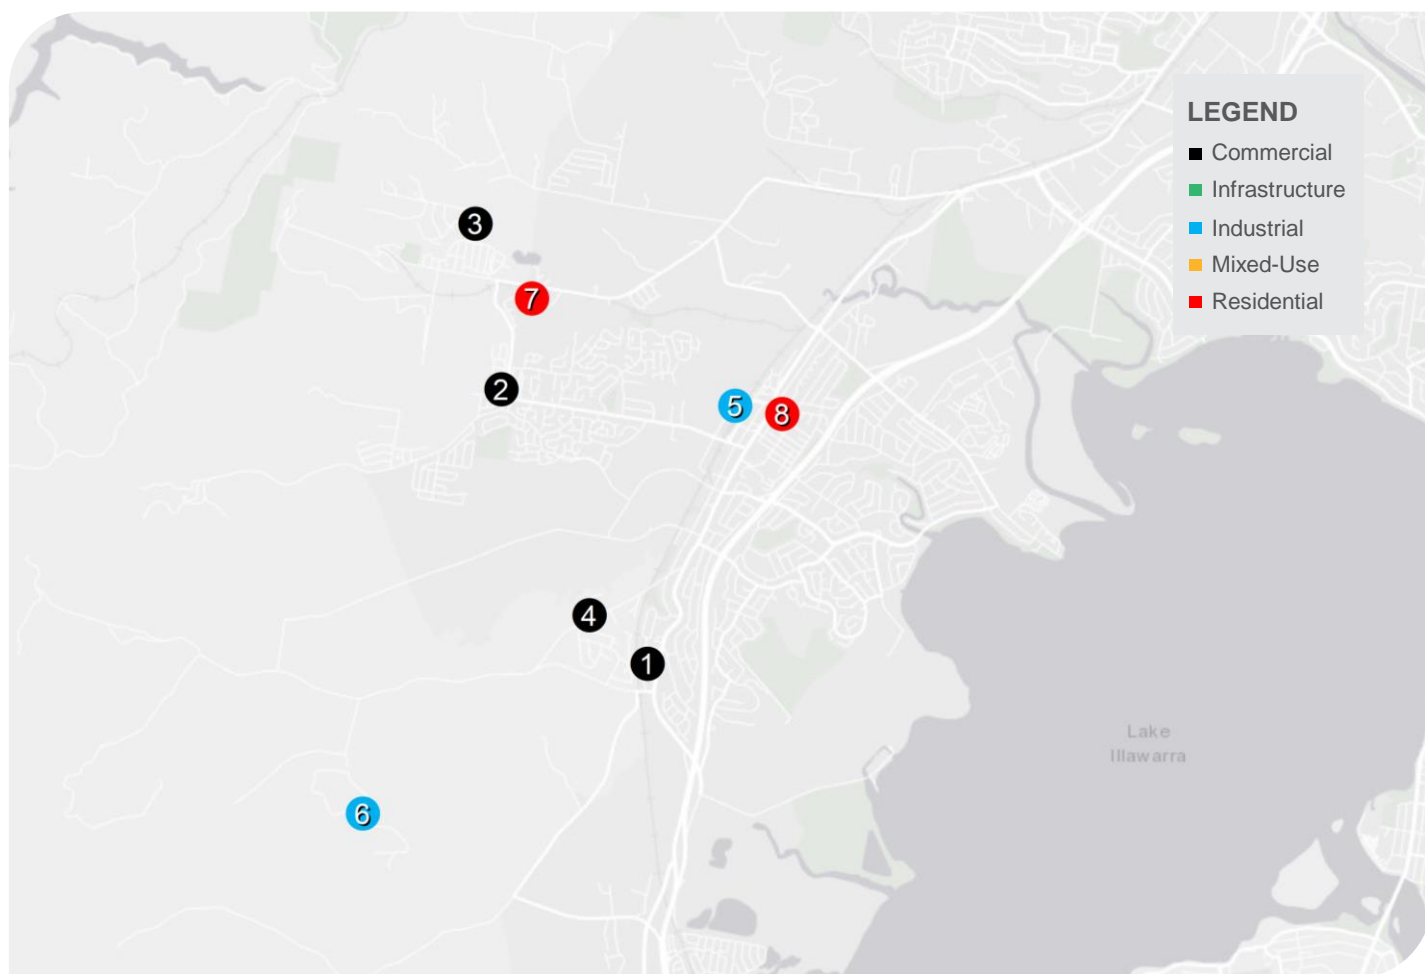 LEGEND
Commercial
Infrastructure
Industrial
Mixed-Use
Residential
3
7
2
5
8
4
1
Lake
Illawarra
6